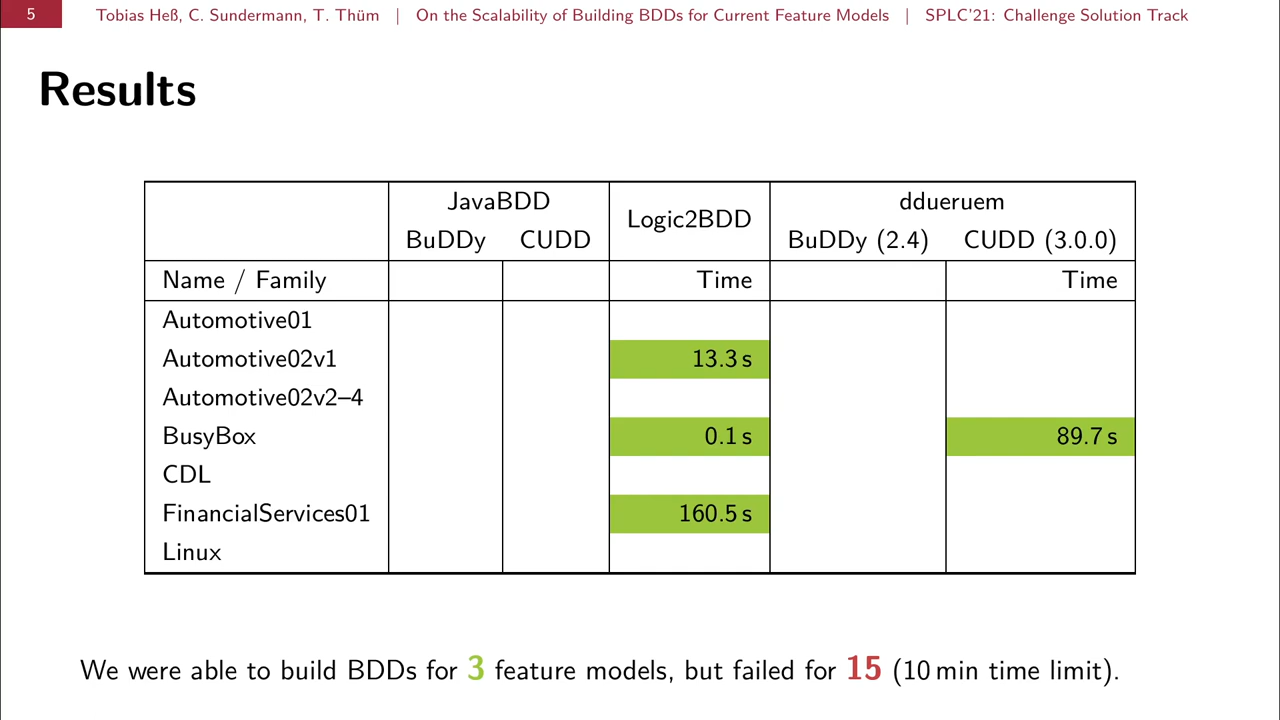 5 Tobias Heß, C. Sundermann, T. Thüm | On the Scalability of Building BDDs for Current Feature Models | SPLC'21: Challenge Solution Track
Results
JavaBDD Logic2BDD ddueruem
BuDDy CUDD BuDDy (2.4) CUDD (3.0.0)
Name / Family Time Time
Automotive01
Automotive02v1 13.3 s
Automotive02v2–4
BusyBox 0.1 s 89.7 s
CDL
FinancialServices01 160.5 s
Linux
We were able to build BDDs for 3 feature models, but failed for 15 (10 min time limit).